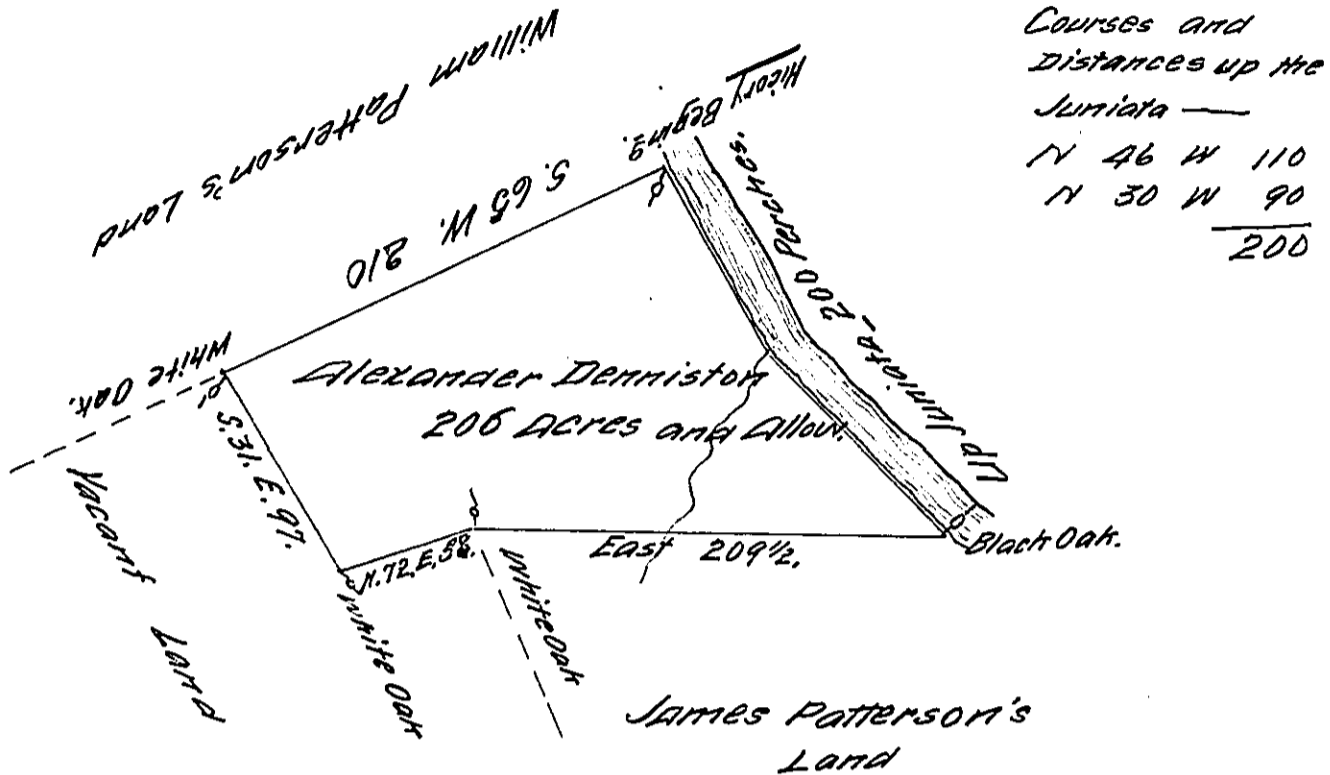 Courses and
Distances up the
Juniata —
N 46 W 110
N 30 W 90
200
William Patterson's Land
Hicory Begin g.
S. 65 W. 210
Up Juniata - 200 Perches.
White Oak.
Alexander Denniston
206 Acres and Allow.
S. 31. E. 97.
Vacant Land
N. 72. E. 58.
East 209½.
Black Oak.
White Oak
White Oak
James Patterson's
Land